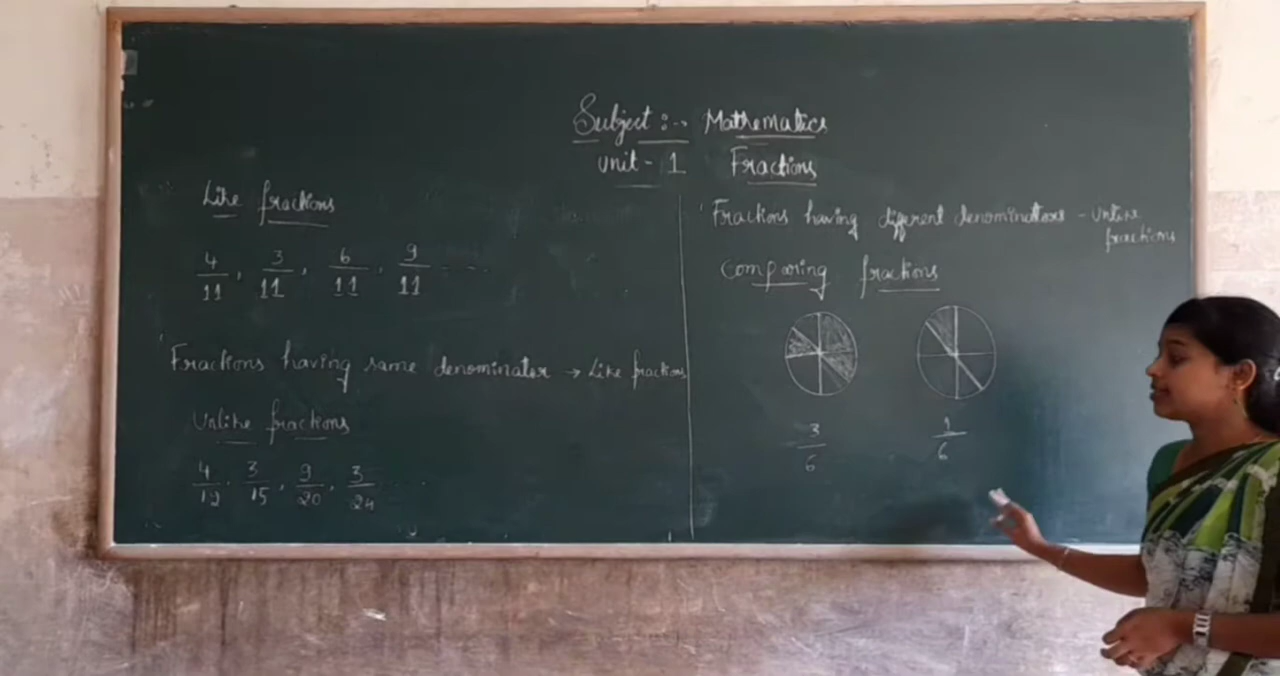 Subject :- Mathematics
Unit - 1 Fractions
Like fractions
4/11, 3/11, 6/11, 9/11 ....
Fractions having same denominator → Like fractions
Unlike fractions
4/12, 3/15, 9/20, 3/24 ....
Fractions having different denominators - Unlike
fractions
Comparing fractions
3/6 1/6